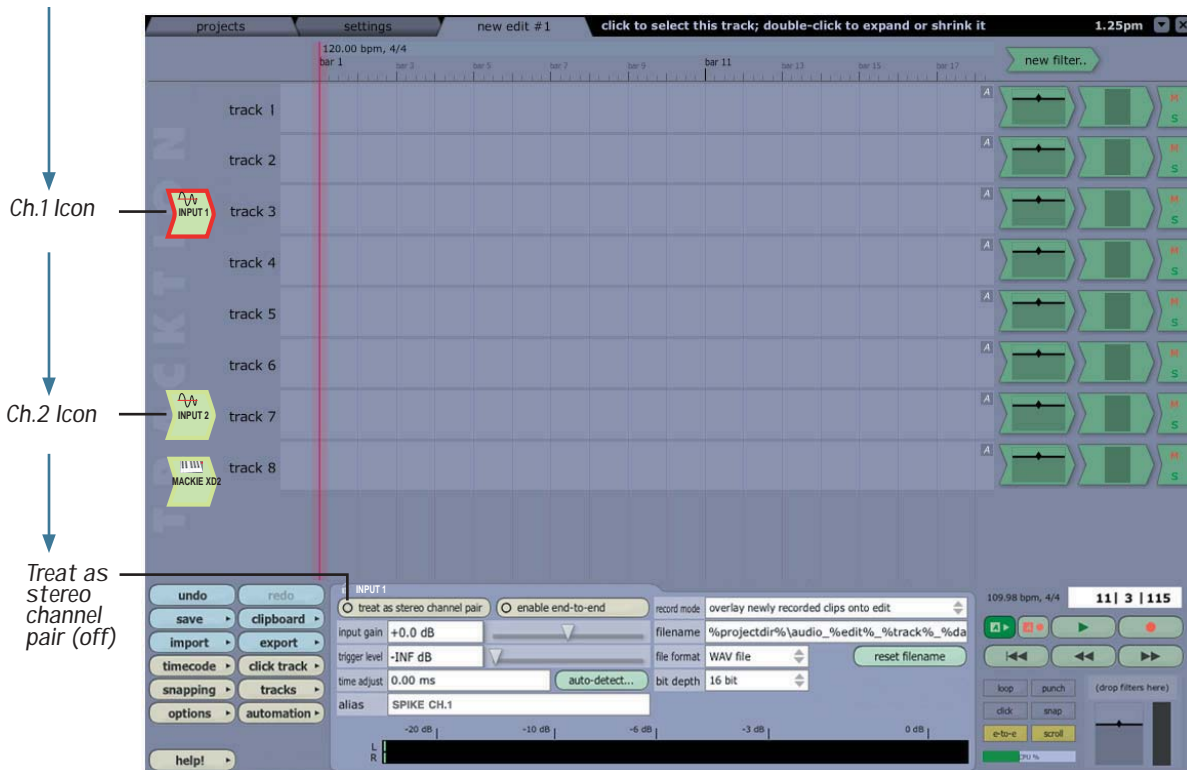 projects
settings
new edit #1
click to select this track; double-click to expand or shrink it
1.25pm
120.00 bpm, 4/4
bar 1
bar 3
bar 5
bar 7
bar 9
bar 11
bar 13
bar 15
bar 17
new filter..
track 1
A
M
S
track 2
A
M
S
Ch.1 Icon
INPUT 1
track 3
A
M
S
track 4
A
M
S
track 5
A
M
S
track 6
A
M
S
Ch.2 Icon
INPUT 2
track 7
A
M
S
MACKIE XD2
track 8
A
M
S
TRACKTION
Treat as
stereo
channel
pair (off)
undo
redo
save
clipboard
import
export
timecode
click track
snapping
tracks
options
automation
help!
INPUT 1
treat as stereo channel pair
enable end-to-end
input gain
+0.0 dB
trigger level
-INF dB
time adjust
0.00 ms
auto-detect...
alias
SPIKE CH.1
record mode
overlay newly recorded clips onto edit
filename
%projectdir%\audio_%edit%_%track%_%da
file format
WAV file
reset filename
bit depth
16 bit
-20 dB
-10 dB
-6 dB
-3 dB
0 dB
L
R
109.98 bpm, 4/4
11| 3 |115
A
A
loop
punch
click
snap
e-to-e
scroll
CPU %
(drop filters here)